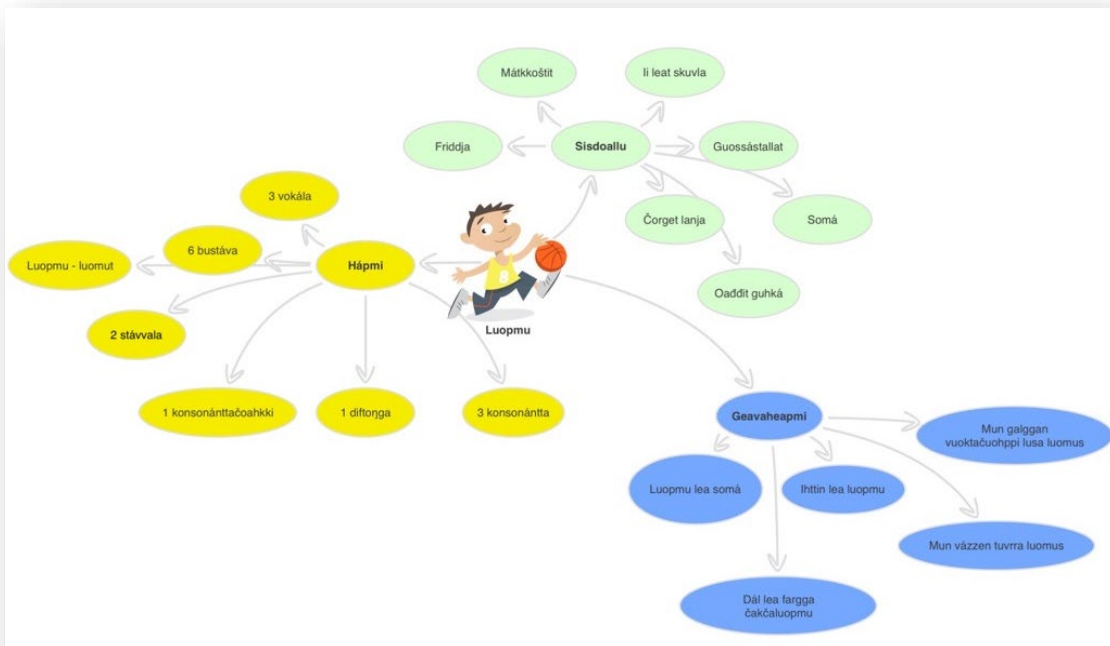 Mátkkoštit
Ii leat skuvla
Friddja
Sisdoallu
Guossástallat
Čorget lanja
Somá
Oađđit guhká
3 vokála
6 bustáva
Luopmu - luomut
Hápmi
2 stávvala
1 konsonánttačoahkki
1 diftoŋga
3 konsonántta
Luopmu
Geavaheapmi
Mun galggan
vuoktačuohppi lusa luomus
Luopmu lea somá
Ihttin lea luopmu
Mun vázzen tuvrra luomus
Dál lea fargga
čakčaluopmu